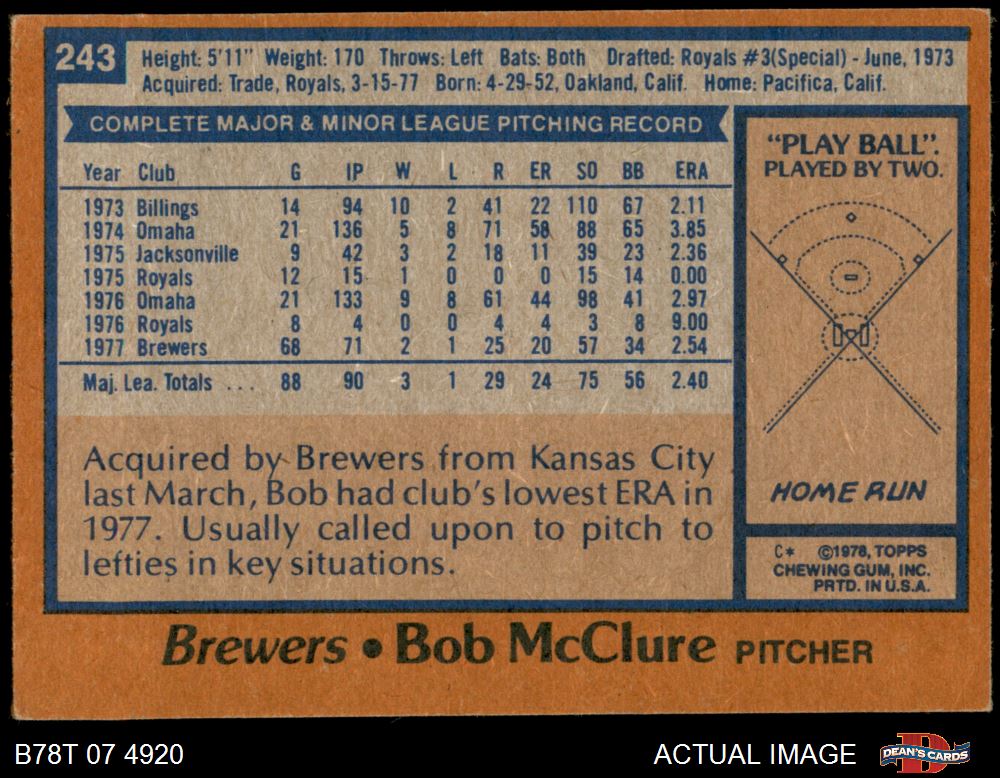 243
Height: 5'11" Weight: 170 Throws: Left Bats: Both Drafted: Royals #3(Special) - June, 1973
Acquired: Trade, Royals, 3-15-77 Born: 4-29-52, Oakland, Calif. Home: Pacifica, Calif.
COMPLETE MAJOR & MINOR LEAGUE PITCHING RECORD
Year Club G IP W L R ER SO BB ERA
1973 Billings 14 94 10 2 41 22 110 67 2.11
1974 Omaha 21 136 5 8 71 58 88 65 3.85
1975 Jacksonville 9 42 3 2 18 11 39 23 2.36
1975 Royals 12 15 1 0 0 0 15 14 0.00
1976 Omaha 21 133 9 8 61 44 98 41 2.97
1976 Royals 8 4 0 0 4 4 3 8 9.00
1977 Brewers 68 71 2 1 25 20 57 34 2.54
Maj. Lea. Totals ... 88 90 3 1 29 24 75 56 2.40
Acquired by Brewers from Kansas City
last March, Bob had club's lowest ERA in
1977. Usually called upon to pitch to
lefties in key situations.
"PLAY BALL".
PLAYED BY TWO.
HOME RUN
C* ©1978, TOPPS
CHEWING GUM, INC.
PRTD. IN U.S.A.
Brewers • Bob McClure PITCHER
B78T 07 4920
ACTUAL IMAGE
D
DEAN'S CARDS